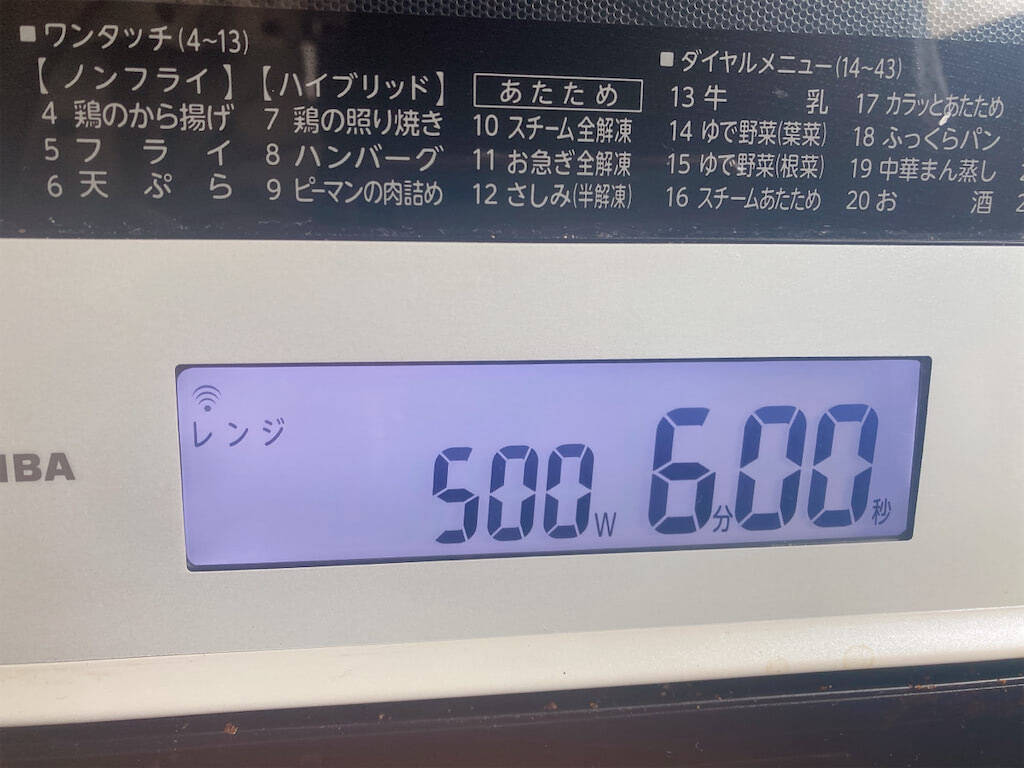 ■ワンタッチ(4~13)
【ノンフライ】
4 鶏のから揚げ
5 フライ
6 天ぷら
【ハイブリッド】
7 鶏の照り焼き
8 ハンバーグ
9 ピーマンの肉詰め
あたため
10 スチーム全解凍
11 お急ぎ全解凍
12 さしみ(半解凍)
■ダイヤルメニュー(14~43)
13 牛乳
14 ゆで野菜(葉菜)
15 ゆで野菜(根菜)
16 スチームあたため
17 カラッとあたため
18 ふっくらパン
19 中華まん蒸し
20 お酒
レンジ
500W 6分00秒
IBA